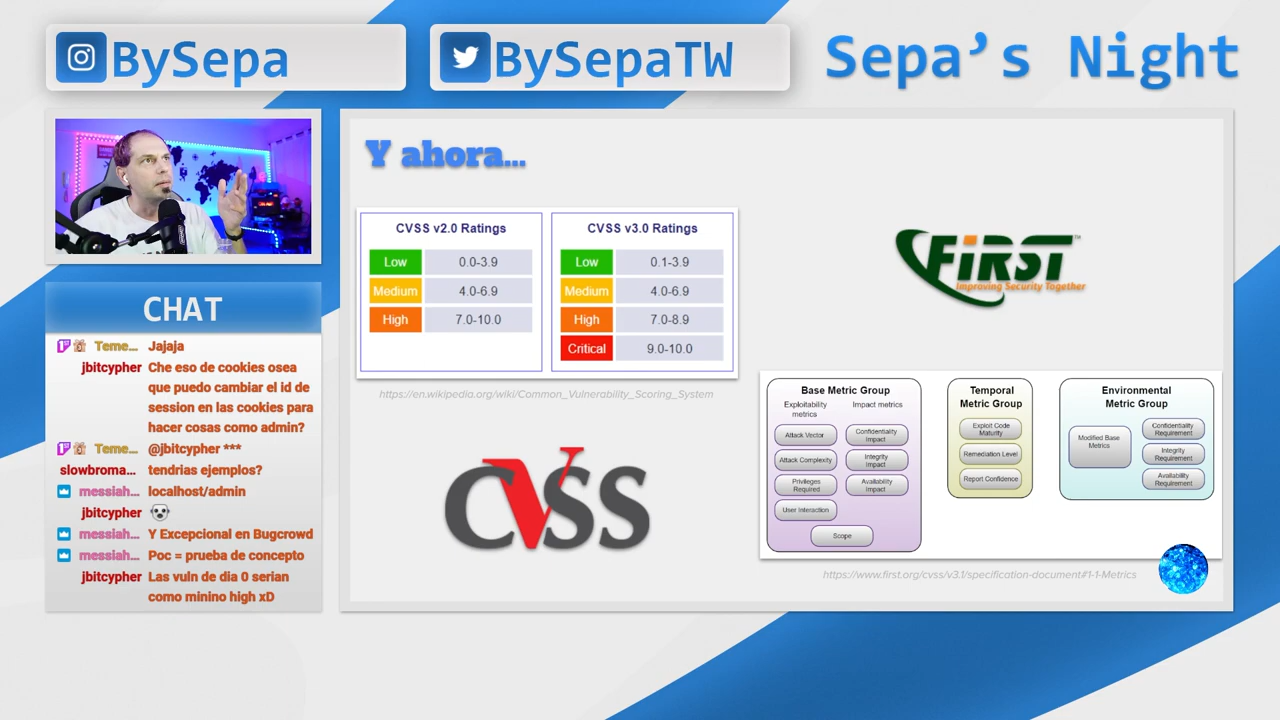 BySepa
BySepaTW
Sepa's Night
Y ahora...
CVSS v2.0 Ratings
Low 0.0-3.9
Medium 4.0-6.9
High 7.0-10.0
CVSS v3.0 Ratings
Low 0.1-3.9
Medium 4.0-6.9
High 7.0-8.9
Critical 9.0-10.0
https://en.wikipedia.org/wiki/Common_Vulnerability_Scoring_System
CVSS
FiRST™
Improving Security Together
Base Metric Group
Exploitability
metrics
Impact metrics
Attack Vector
Attack Complexity
Privileges
Required
User Interaction
Confidentiality
Impact
Integrity
Impact
Availability
Impact
Scope
Temporal
Metric Group
Exploit Code
Maturity
Remediation Level
Report Confidence
Environmental
Metric Group
Modified Base
Metrics
Confidentiality
Requirement
Integrity
Requirement
Availability
Requirement
https://www.first.org/cvss/v3.1/specification-document#1-1-Metrics
CHAT
Teme... Jajaja
jbitcypher Che eso de cookies osea
que puedo cambiar el id de
session en las cookies para
hacer cosas como admin?
Teme... @jbitcypher ***
slowbroma... tendrias ejemplos?
messiah... localhost/admin
jbitcypher
messiah... Y Excepcional en Bugcrowd
messiah... Poc = prueba de concepto
jbitcypher Las vuln de dia 0 serian
como minino high xD